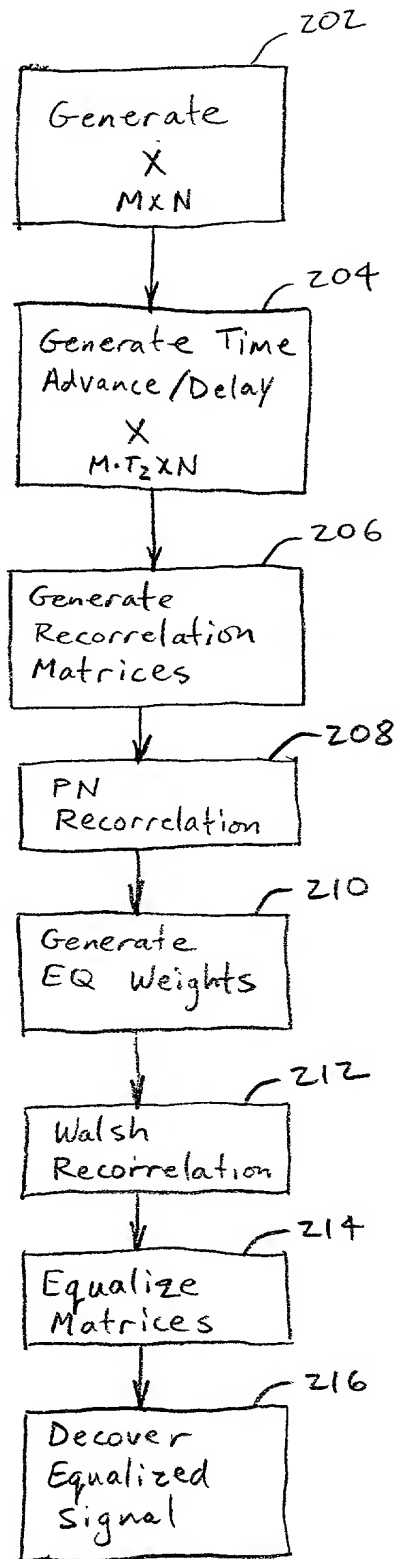 202
Generate
X
MXN
204
Generate Time
Advance/Delay
X
M·T₂XN
206
Generate
Recorrelation
Matrices
208
PN
Recorrelation
210
Generate
EQ Weights
212
Walsh
Recorrelation
214
Equalize
Matrices
216
Decover
Equalized
Signal